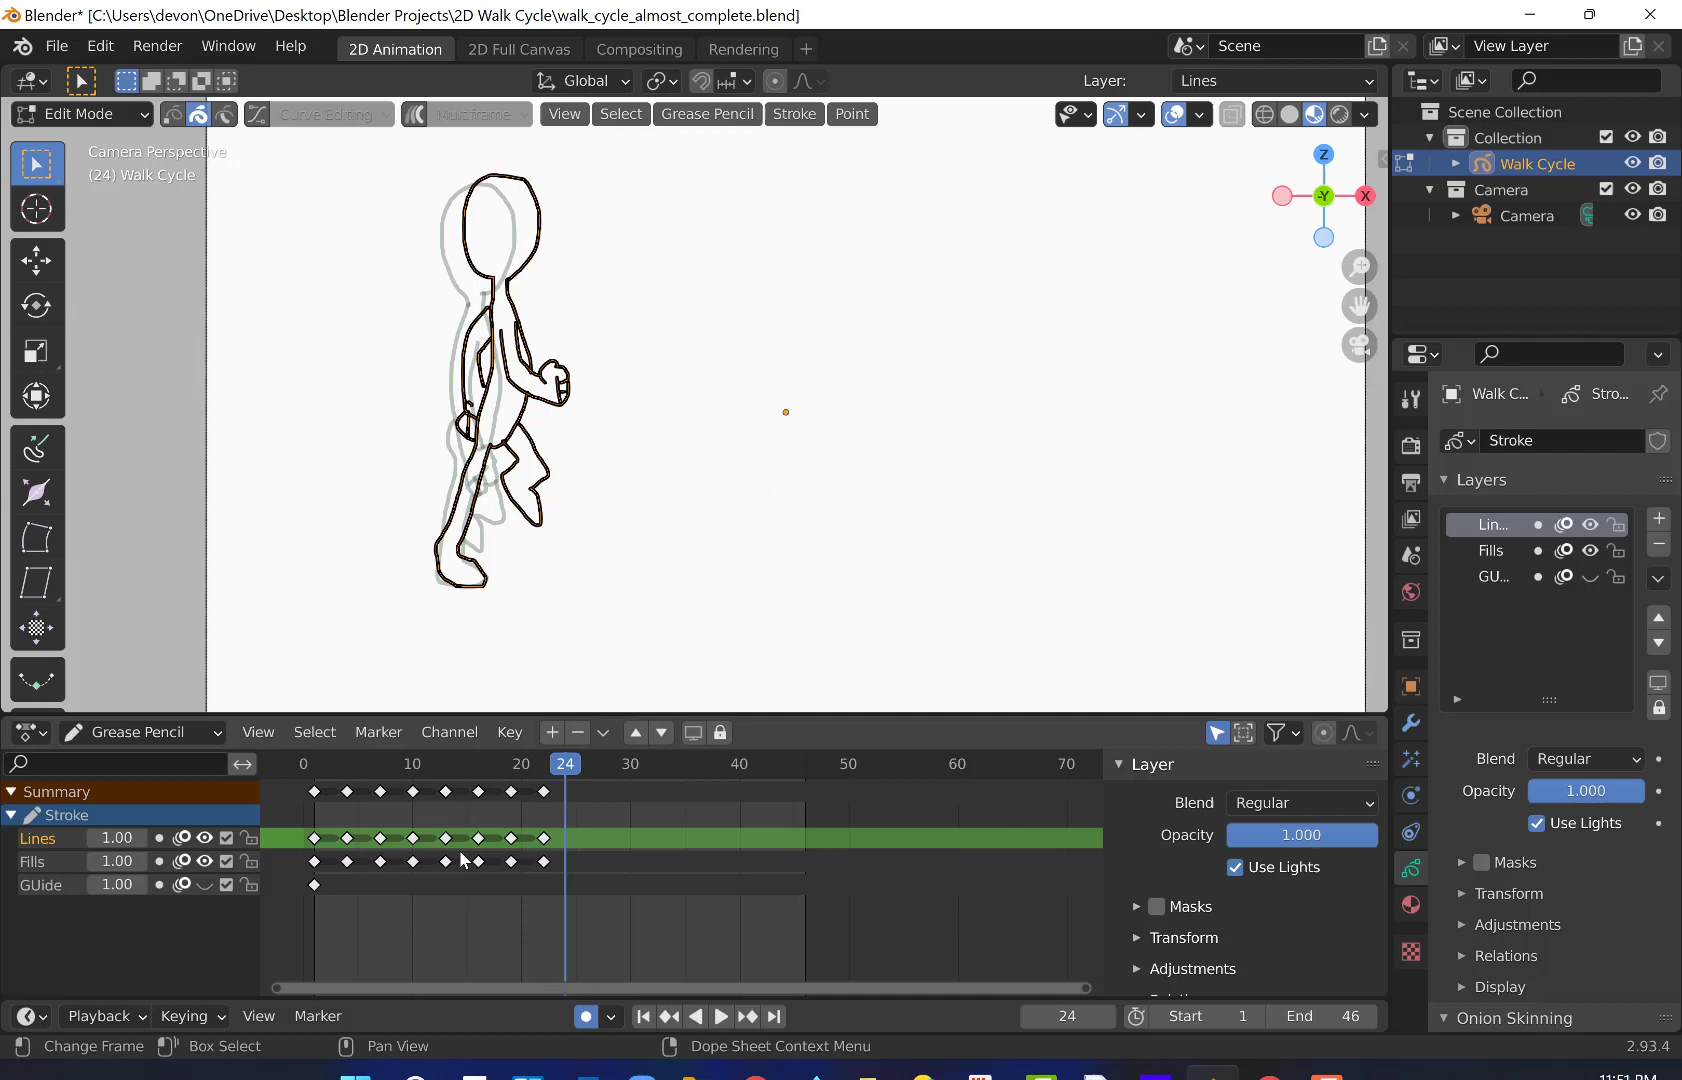 Blender* [C:\Users\devon\OneDrive\Desktop\Blender Projects\2D Walk Cycle\walk_cycle_almost_complete.blend]
File Edit Render Window Help 2D Animation 2D Full Canvas Compositing Rendering + Scene View Layer
Global Layer: Lines
Edit Mode Curve Editing Multiframe View Select Grease Pencil Stroke Point
Camera Perspective
(24) Walk Cycle
Z
-Y X
Scene Collection
Collection
Walk Cycle
Camera
Camera
Walk C... Stro...
Stroke
Layers
Lin...
Fills
GU...
Blend Regular
Opacity 1.000
Use Lights
Masks
Transform
Adjustments
Relations
Display
Onion Skinning
Grease Pencil View Select Marker Channel Key
0 10 20 24 30 40 50 60 70
Summary
Stroke
Lines 1.00
Fills 1.00
GUide 1.00
Layer
Blend Regular
Opacity 1.000
Use Lights
Masks
Transform
Adjustments
Playback Keying View Marker 24 Start 1 End 46
Change Frame Box Select Pan View Dope Sheet Context Menu 2.93.4
11:51 PM